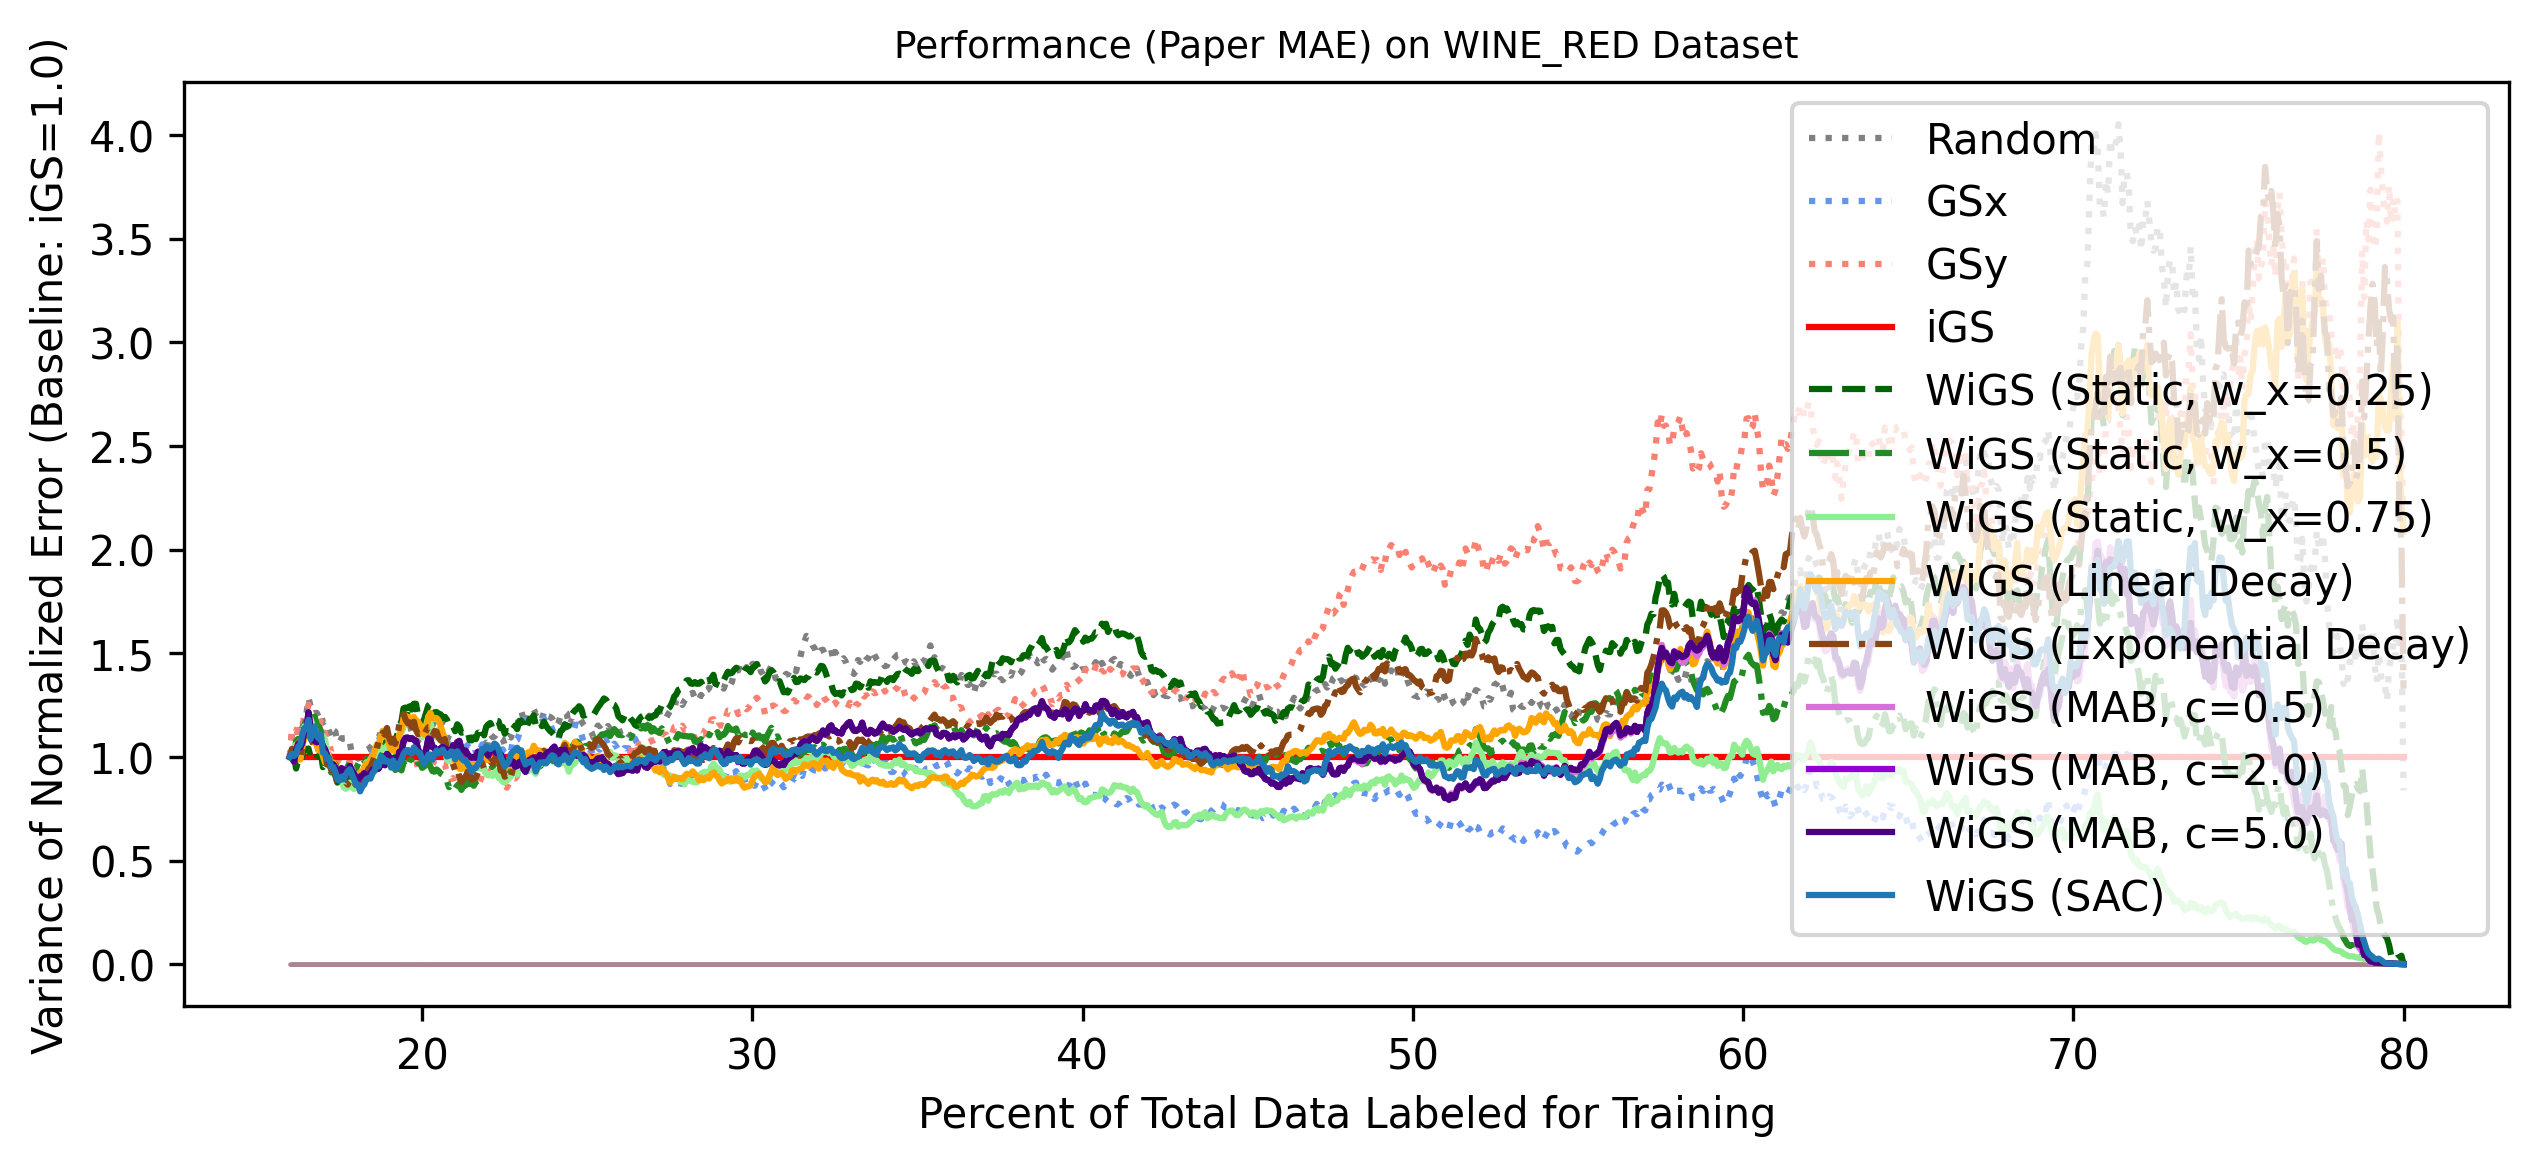 Performance (Paper MAE) on WINE_RED Dataset
Variance of Normalized Error (Baseline: iGS=1.0)
4.0
3.5
3.0
2.5
2.0
1.5
1.0
0.5
0.0
Random
GSx
GSy
iGS
WiGS (Static, w_x=0.25)
WiGS (Static, w_x=0.5)
WiGS (Static, w_x=0.75)
WiGS (Linear Decay)
WiGS (Exponential Decay)
WiGS (MAB, c=0.5)
WiGS (MAB, c=2.0)
WiGS (MAB, c=5.0)
WiGS (SAC)
20 30 40 50 60 70 80
Percent of Total Data Labeled for Training